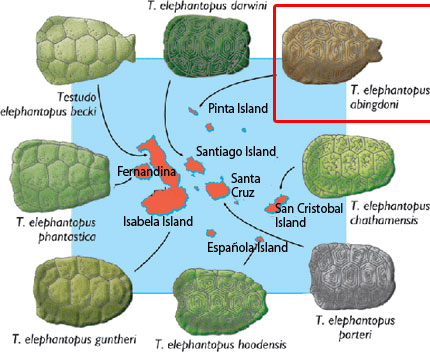 T. elephantopus darwini
Testudo
elephantopus becki
T. elephantopus
abingdoni
Pinta Island
Santiago Island
Fernandina
Santa
Cruz
Isabela Island
San Cristobal
Island
Española Island
T. elephantopus
phantastica
T. elephantopus
chathamensis
T. elephantopus guntheri
T. elephantopus hoodensis
T. elephantopus
porteri